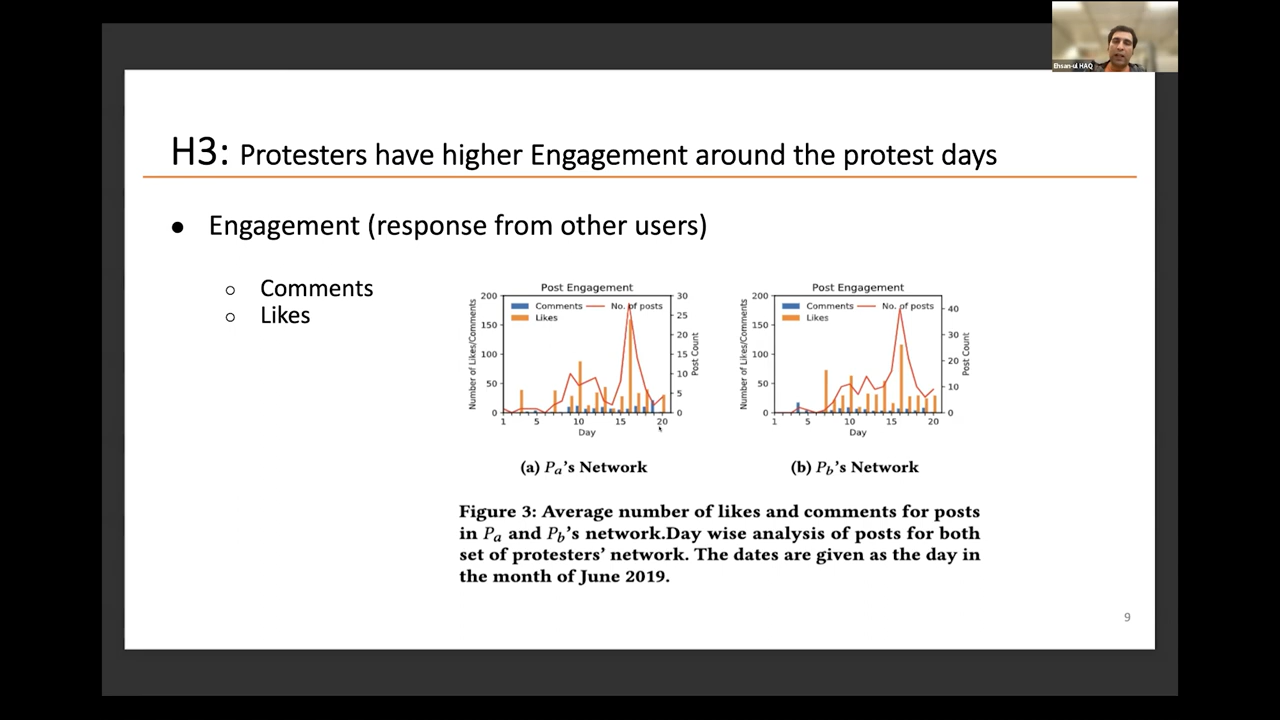 Ehsan-ul HAQ
H3: Protesters have higher Engagement around the protest days
● Engagement (response from other users)
○ Comments
○ Likes
Post Engagement
Comments
No. of posts
Likes
Number of Likes/Comments
200
150
100
50
0
30
25
20
15
10
5
0
Post Count
1 5 10 15 20
Day
(a) Pa's Network
Post Engagement
Comments
No. of posts
Likes
Number of Likes/Comments
200
150
100
50
0
40
30
20
10
0
Post Count
1 5 10 15 20
Day
(b) Pb's Network
Figure 3: Average number of likes and comments for posts
in Pa and Pb's network.Day wise analysis of posts for both
set of protesters' network. The dates are given as the day in
the month of June 2019.
9